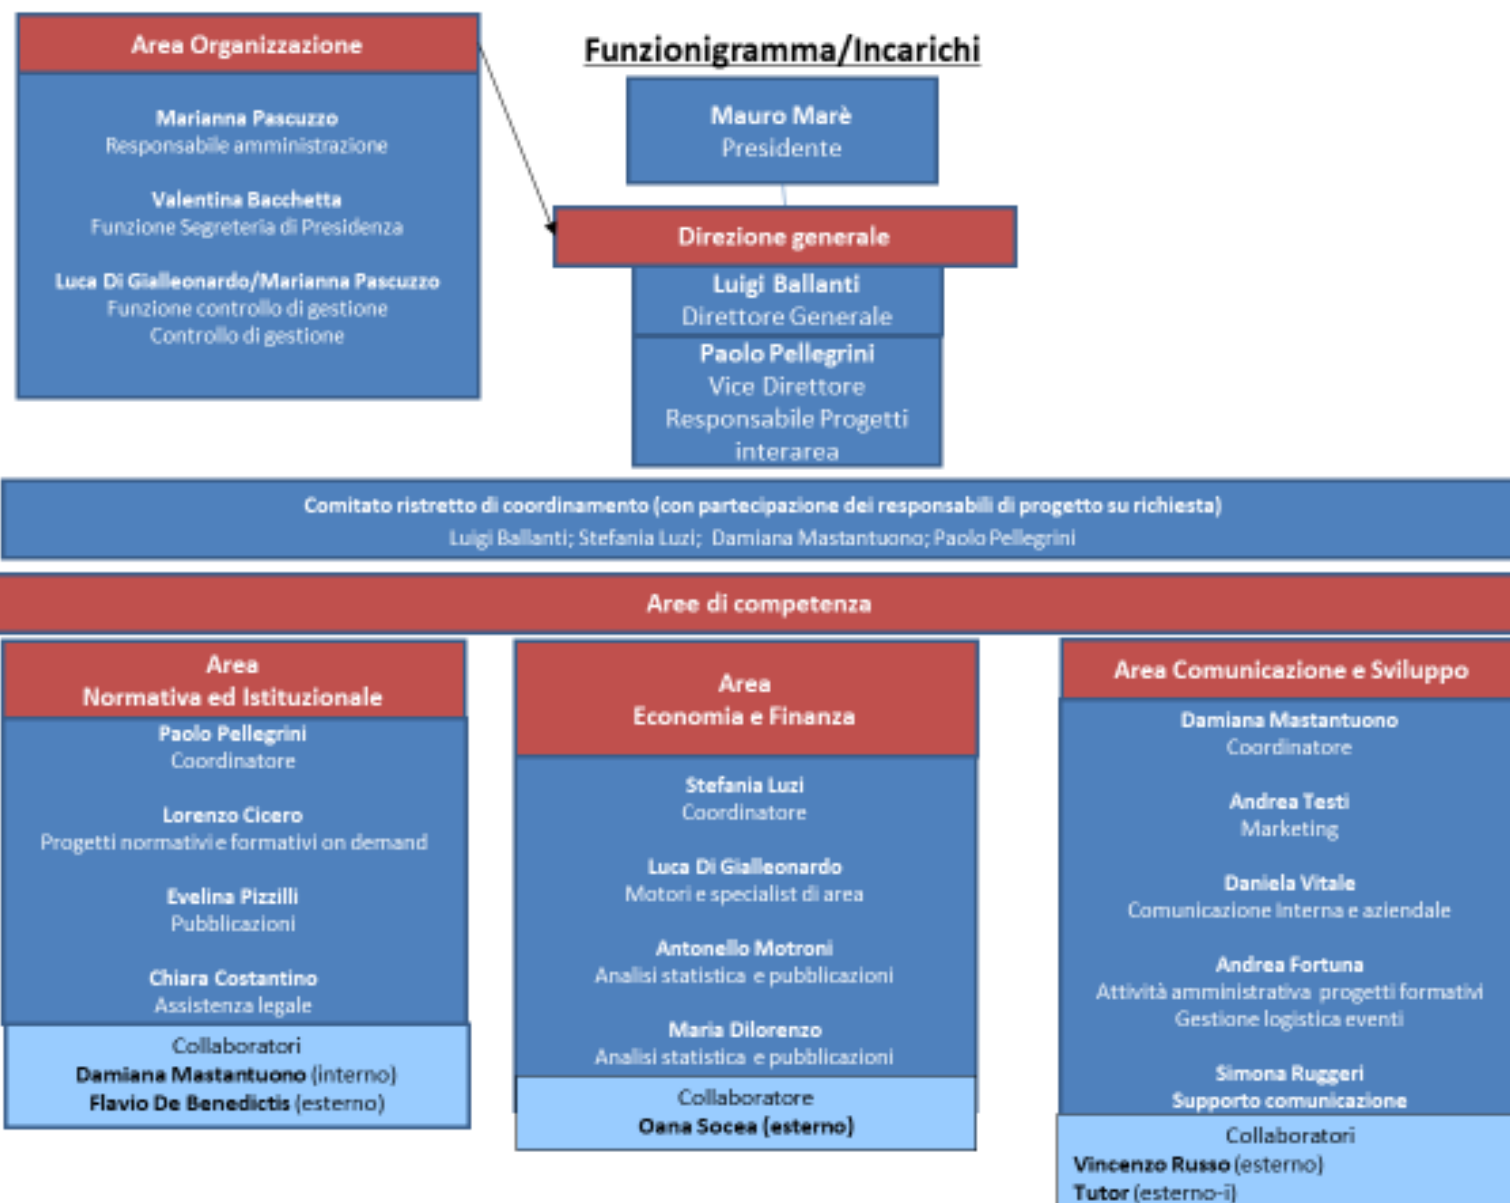 Area Organizzazione
Marianna Pascuzzo
Responsabile amministrazione
Valentina Bacchetta
Funzione Segreteria di Presidenza
Luca Di Gialleonardo/Marianna Pascuzzo
Funzione controllo di gestione
Controllo di gestione
Funzionigramma/Incarichi
Mauro Marè
Presidente
Direzione generale
Luigi Ballanti
Direttore Generale
Paolo Pellegrini
Vice Direttore
Responsabile Progetti
interarea
Comitato ristretto di coordinamento (con partecipazione dei responsabili di progetto su richiesta)
Luigi Ballanti; Stefania Luzi; Damiana Mastantuono; Paolo Pellegrini
Aree di competenza
Area
Normativa ed Istituzionale
Paolo Pellegrini
Coordinatore
Lorenzo Cicero
Progetti normativi e formativi on demand
Evelina Pizzilli
Pubblicazioni
Chiara Costantino
Assistenza legale
Collaboratori
Damiana Mastantuono (interno)
Flavio De Benedictis (esterno)
Area
Economia e Finanza
Stefania Luzi
Coordinatore
Luca Di Gialleonardo
Motori e specialist di area
Antonello Motroni
Analisi statistica e pubblicazioni
Maria Dilorenzo
Analisi statistica e pubblicazioni
Collaboratore
Oana Socea (esterno)
Area Comunicazione e Sviluppo
Damiana Mastantuono
Coordinatore
Andrea Testi
Marketing
Daniela Vitale
Comunicazione Interna e aziendale
Andrea Fortuna
Attività amministrativa progetti formativi
Gestione logistica eventi
Simona Ruggeri
Supporto comunicazione
Collaboratori
Vincenzo Russo (esterno)
Tutor (esterno-i)